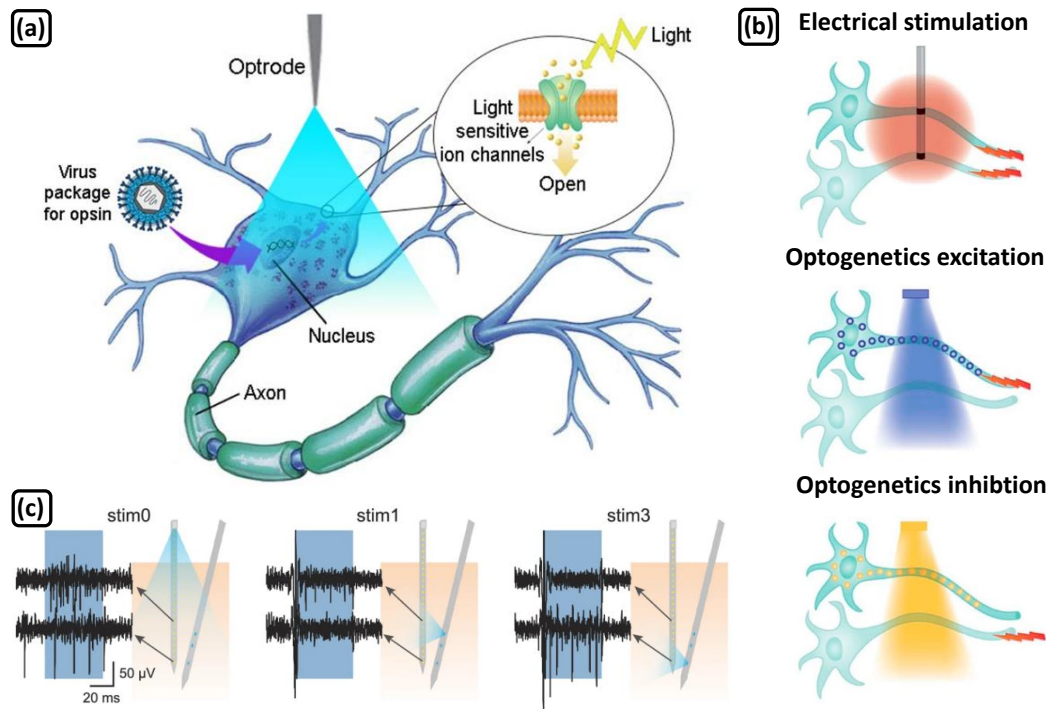 (a)
Optrode
Light
Light
sensitive
ion channels
Open
Virus
package
for opsin
Nucleus
Axon
(b)
Electrical stimulation
Optogenetics excitation
Optogenetics inhibtion
(c)
stim0
stim1
stim3
50 µV
20 ms